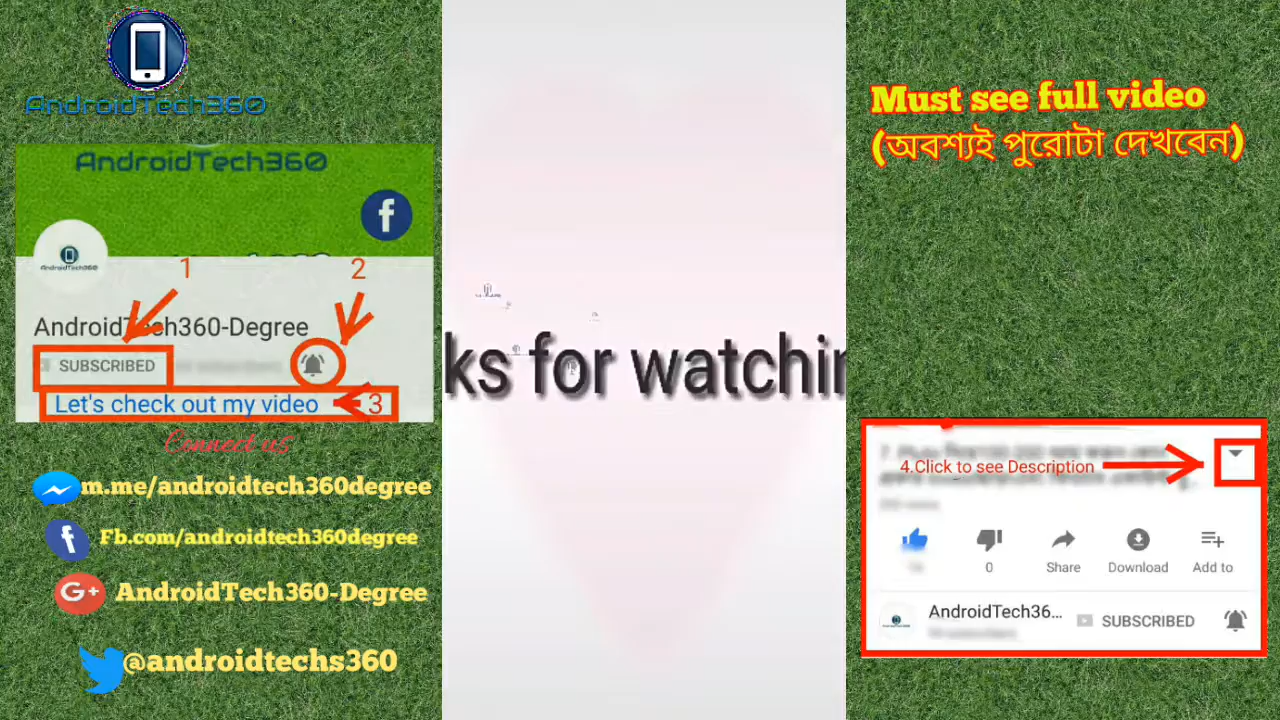 AndroidTech360
AndroidTech360
AndroidTech360
1
2
AndroidTech360-Degree
SUBSCRIBED
Let's check out my video
3
Connect us
m.me/androidtech360degree
Fb.com/androidtech360degree
G+ AndroidTech360-Degree
@androidtechs360
ks for watchin
Must see full video
(অবশ্যই পুরোটা দেখবেন)
4.Click to see Description
0
Share
Download
Add to
AndroidTech36...
SUBSCRIBED